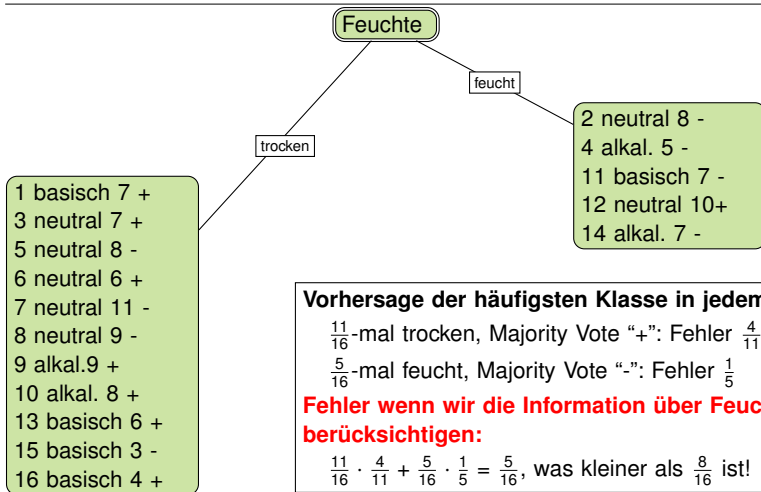 Feuchte
feucht
trocken
2 neutral 8 -
4 alkal. 5 -
11 basisch 7 -
12 neutral 10+
14 alkal. 7 -
1 basisch 7 +
3 neutral 7 +
5 neutral 8 -
6 neutral 6 +
7 neutral 11 -
8 neutral 9 -
9 alkal.9 +
10 alkal. 8 +
13 basisch 6 +
15 basisch 3 -
16 basisch 4 +
Vorhersage der häufigsten Klasse in jedem
11/16-mal trocken, Majority Vote “+”: Fehler 4/11
5/16-mal feucht, Majority Vote “-”: Fehler 1/5
Fehler wenn wir die Information über Feuc
berücksichtigen:
11/16 · 4/11 + 5/16 · 1/5 = 5/16, was kleiner als 8/16 ist!